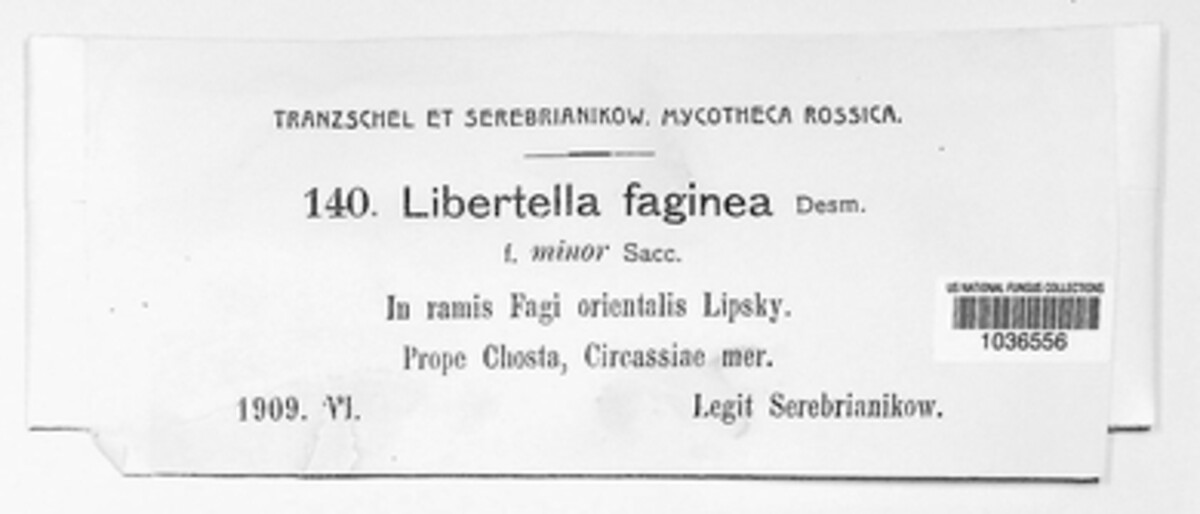 TRANZSCHEL ET SEREBRIANIKOW. MYCOTHECA ROSSICA.
140. Libertella faginea Desm.
f. minor Sacc.
In ramis Fagi orientalis Lipsky.
Prope Chosta, Circassiae mer.
1909. VI.
Legit Serebrianikow.
US NATIONAL FUNGUS COLLECTIONS
1036556